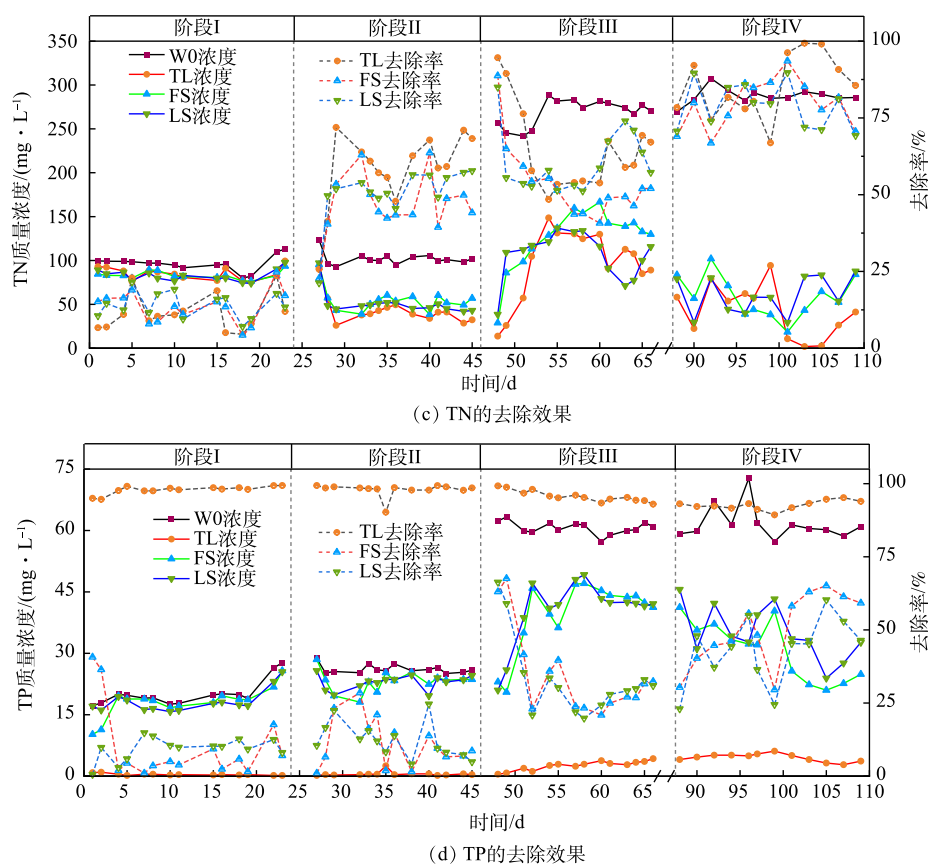 阶段I 阶段II 阶段III 阶段IV
350 300 250 200 150 100 50 0
TN质量浓度/(mg·L⁻¹)
W0浓度
TL浓度
FS浓度
LS浓度
TL去除率
FS去除率
LS去除率
100 75 50 25 0
去除率/%
0 5 10 15 20 25 30 35 40 45 50 55 60 65 90 95 100 105 110
时间/d
(c) TN的去除效果
阶段I 阶段II 阶段III 阶段IV
75 60 45 30 15 0
TP质量浓度/(mg·L⁻¹)
W0浓度
TL浓度
FS浓度
LS浓度
TL去除率
FS去除率
LS去除率
100 75 50 25 0
去除率/%
0 5 10 15 20 25 30 35 40 45 50 55 60 65 90 95 100 105 110
时间/d
(d) TP的去除效果